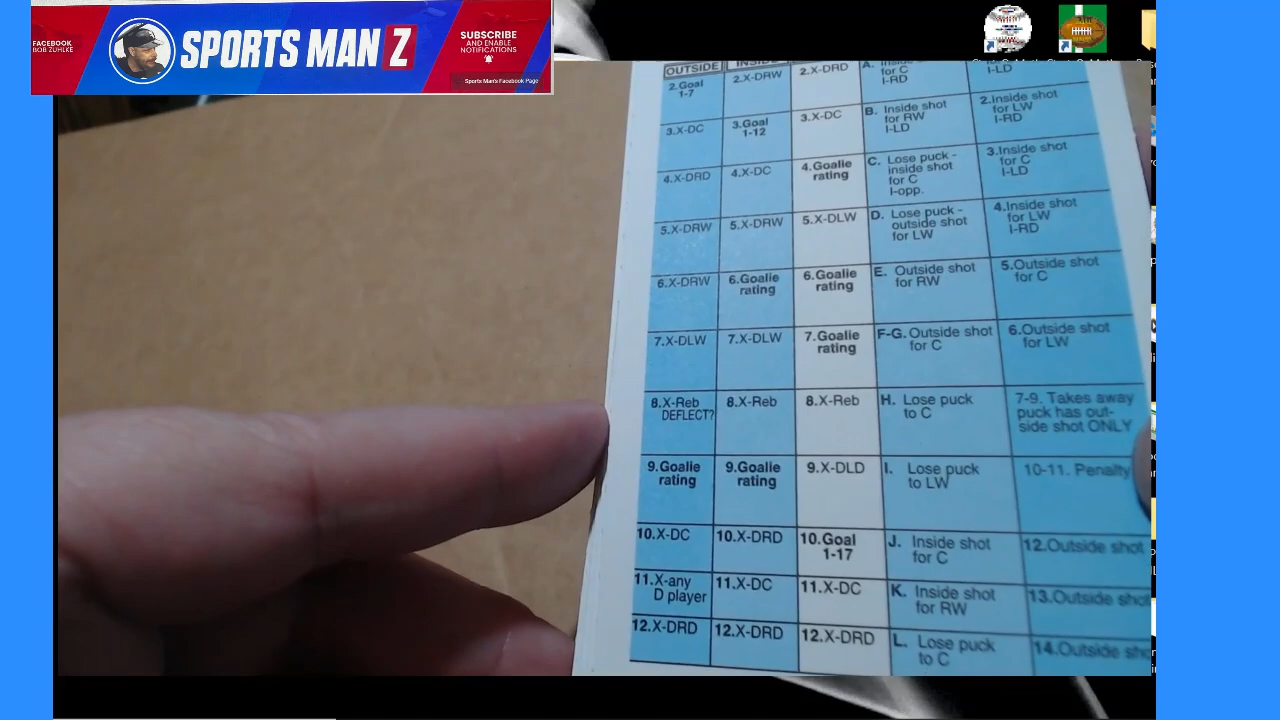 FACEBOOK
BOB ZUHLKE
SPORTS MAN Z
SUBSCRIBE
AND ENABLE
NOTIFICATIONS
Sports Man's Facebook Page
OUTSIDE
2.Goal
1-7
2.X-DRW
2.X-DRD
A. Inside
for C
I-RD
I-LD
3.X-DC
3.Goal
1-12
3.X-DC
B. Inside shot
for RW
I-LD
2.Inside shot
for LW
I-RD
4.X-DRD
4.X-DC
4.Goalie
rating
C. Lose puck -
inside shot
for C
I-opp.
3.Inside shot
for C
I-LD
5.X-DRW
5.X-DRW
5.X-DLW
D. Lose puck -
outside shot
for LW
4.Inside shot
for LW
I-RD
6.X-DRW
6.Goalie
rating
6.Goalie
rating
E. Outside shot
for RW
5.Outside shot
for C
7.X-DLW
7.X-DLW
7.Goalie
rating
F-G. Outside shot
for C
6.Outside shot
for LW
8.X-Reb
DEFLECT?
8.X-Reb
8.X-Reb
H. Lose puck
to C
7-9. Takes away
puck has out-
side shot ONLY
9.Goalie
rating
9.Goalie
rating
9.X-DLD
I. Lose puck
to LW
10-11. Penalty
10.X-DC
10.X-DRD
10.Goal
1-17
J. Inside shot
for C
12.Outside shot
11.X-any
D player
11.X-DC
11.X-DC
K. Inside shot
for RW
13.Outside
12.X-DRD
12.X-DRD
12.X-DRD
L. Lose puck
to C
14.Outside